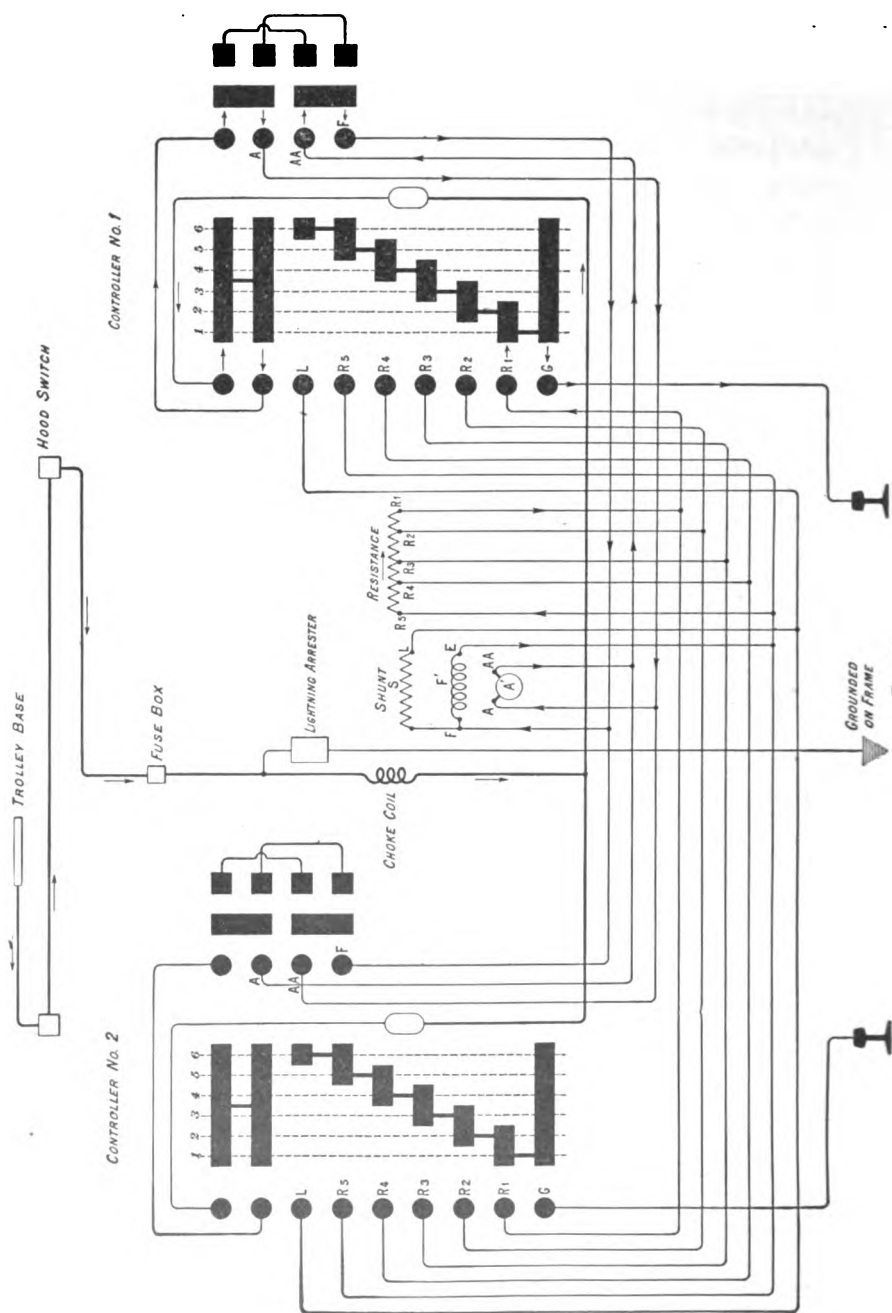 TROLLEY BASE
HOOD SWITCH
FUSE BOX
LIGHTNING ARRESTER
CHOKE COIL
CONTROLLER No. 1
A
AA
F
1 2 3 4 5 6
L
R5
R4
R3
R2
R1
G
RESISTANCE
R5 R4 R3 R2 R1
SHUNT
S L
F F' E
A A' AA
CONTROLLER No. 2
A
AA
F
1 2 3 4 5 6
L
R5
R4
R3
R2
R1
G
GROUNDED
ON FRAME